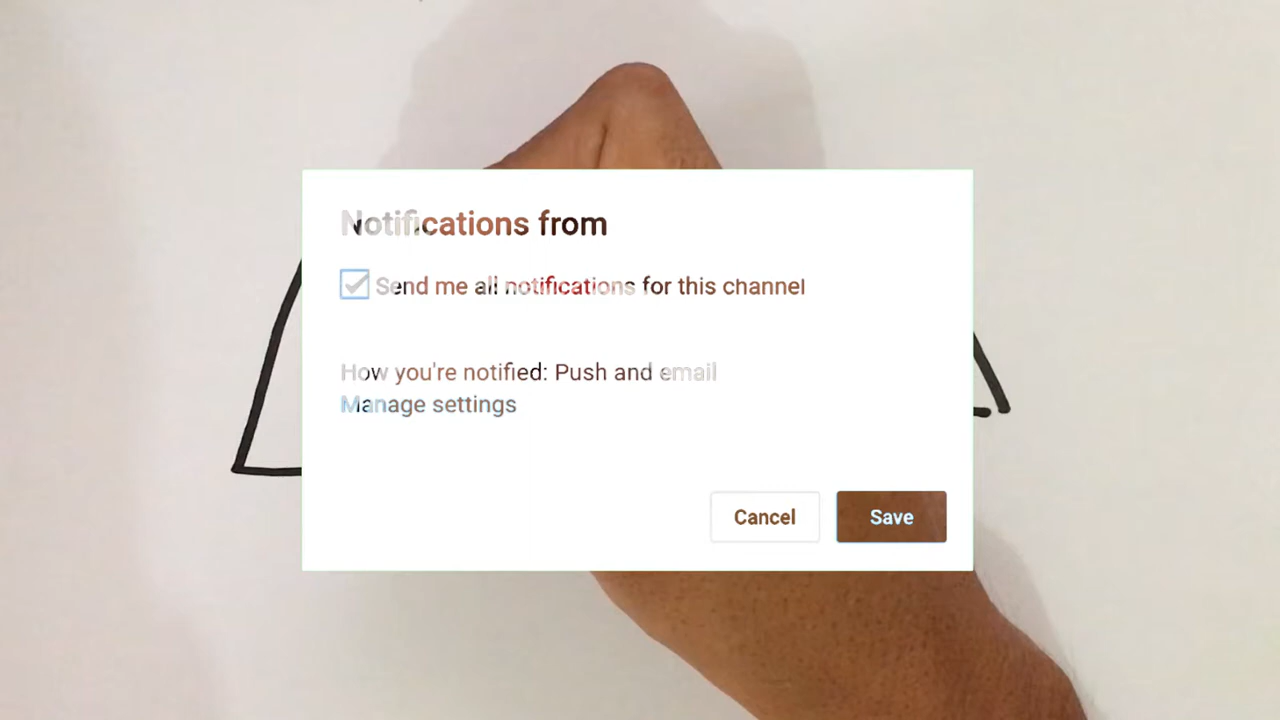 Notifications from
Send me all notifications for this channel
How you're notified: Push and email
Manage settings
Cancel
Save